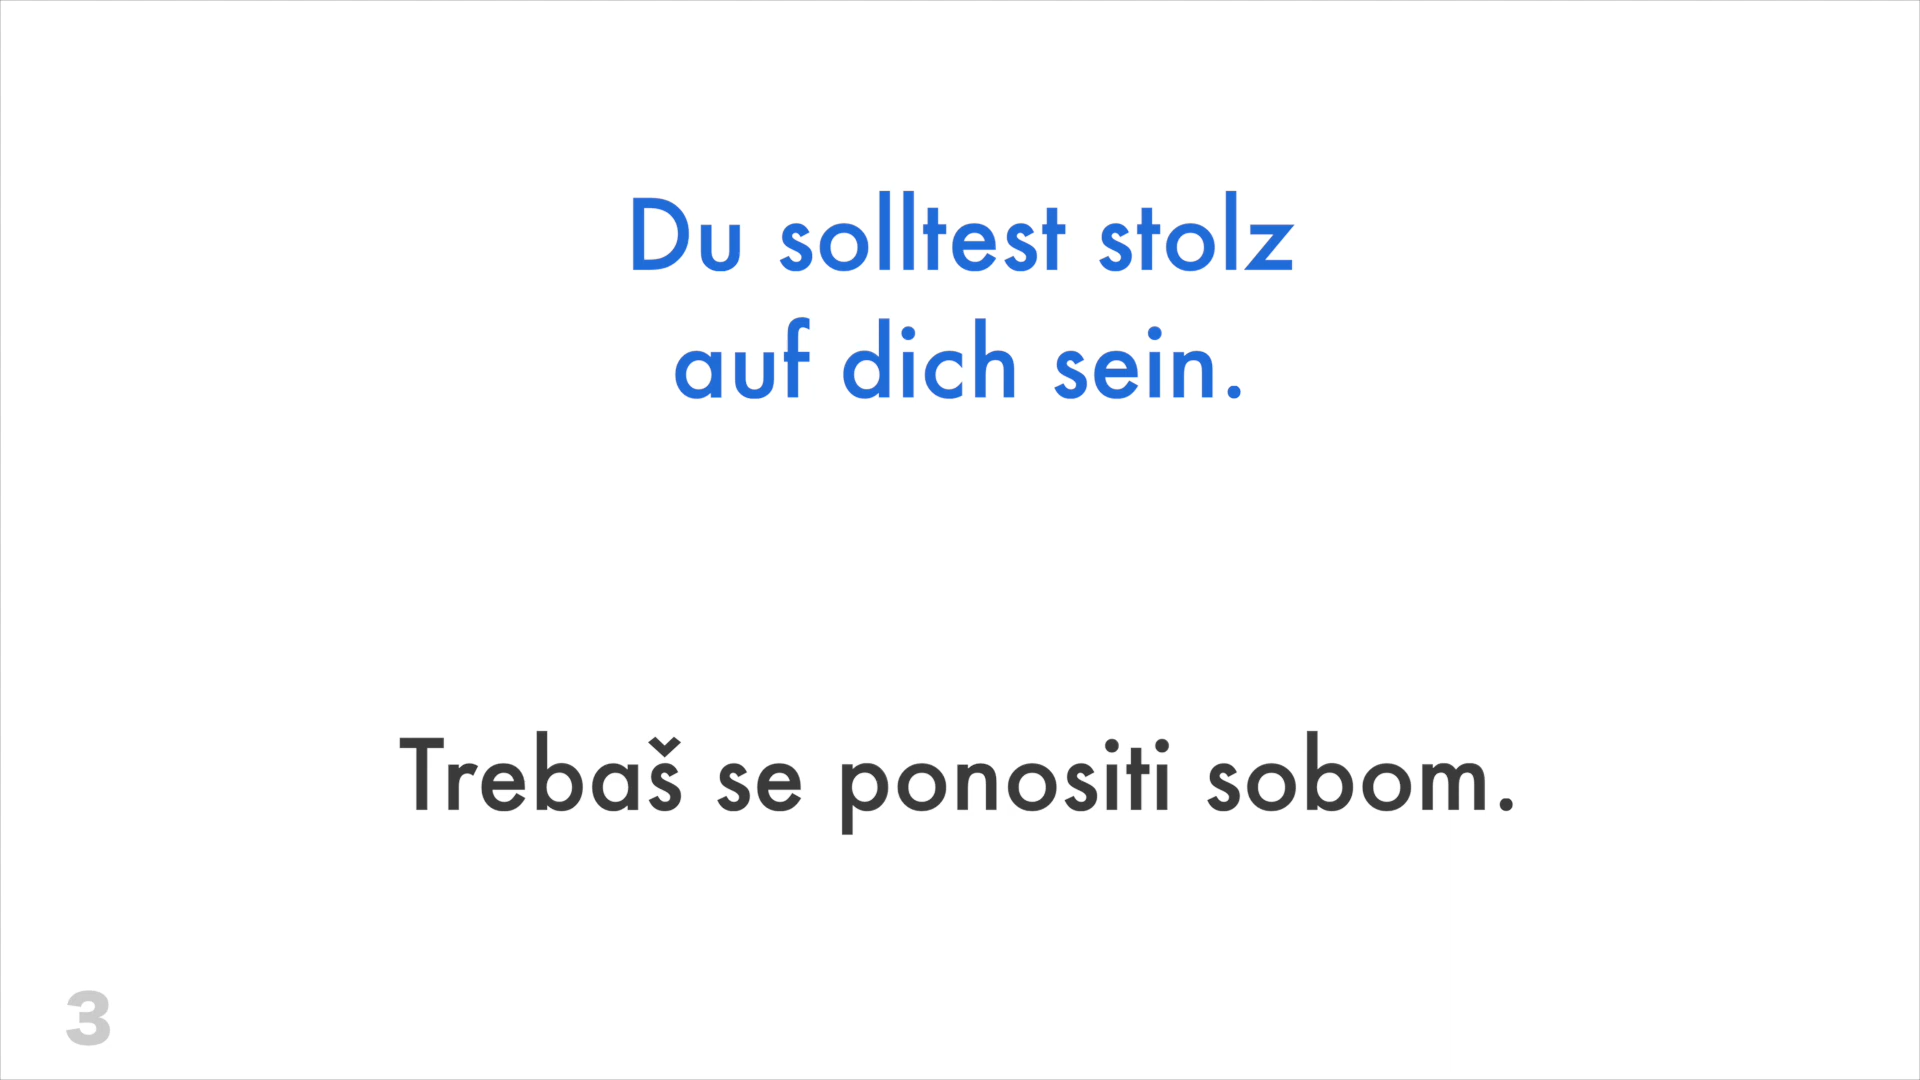 Du solltest stolz
auf dich sein.
Trebaš se ponositi sobom.
3